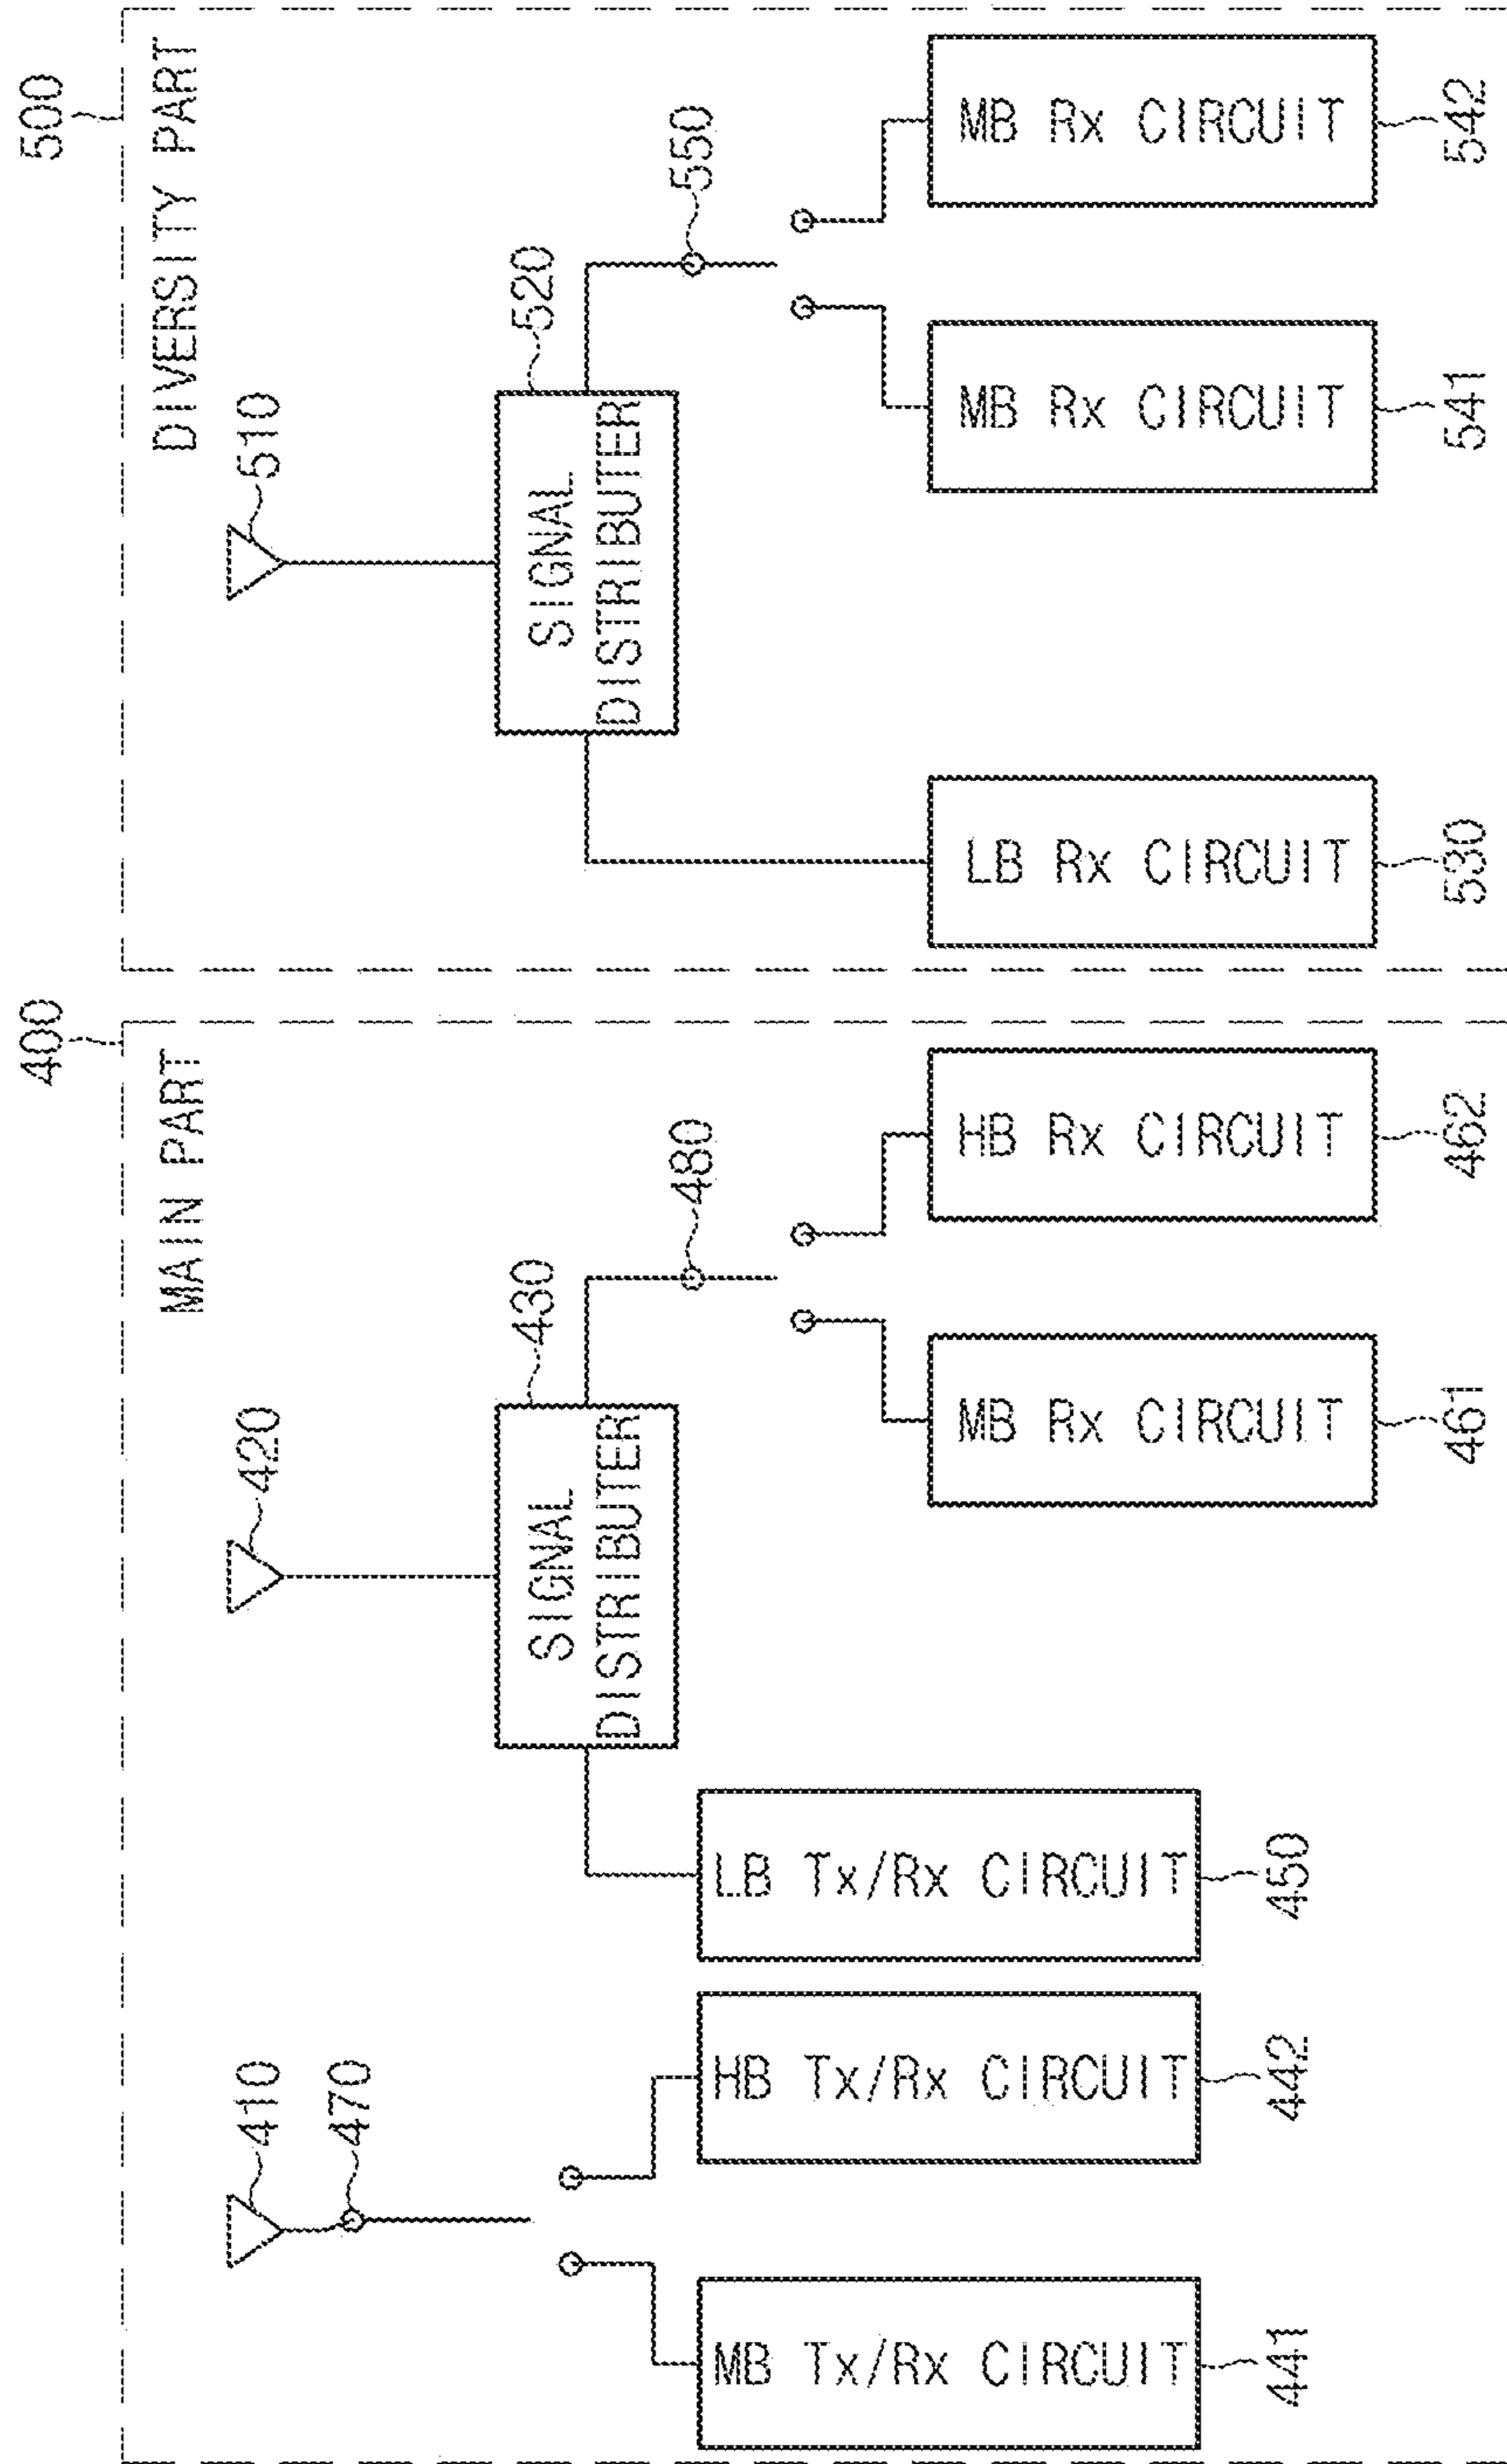 400
MAIN PART
410
470
420
430
SIGNAL
DISTRIBUTER
480
MB Tx/Rx CIRCUIT
441
HB Tx/Rx CIRCUIT
442
LB Tx/Rx CIRCUIT
450
MB Rx CIRCUIT
461
HB Rx CIRCUIT
462
500
DIVERSITY PART
510
520
SIGNAL
DISTRIBUTER
550
LB Rx CIRCUIT
530
MB Rx CIRCUIT
541
MB Rx CIRCUIT
542